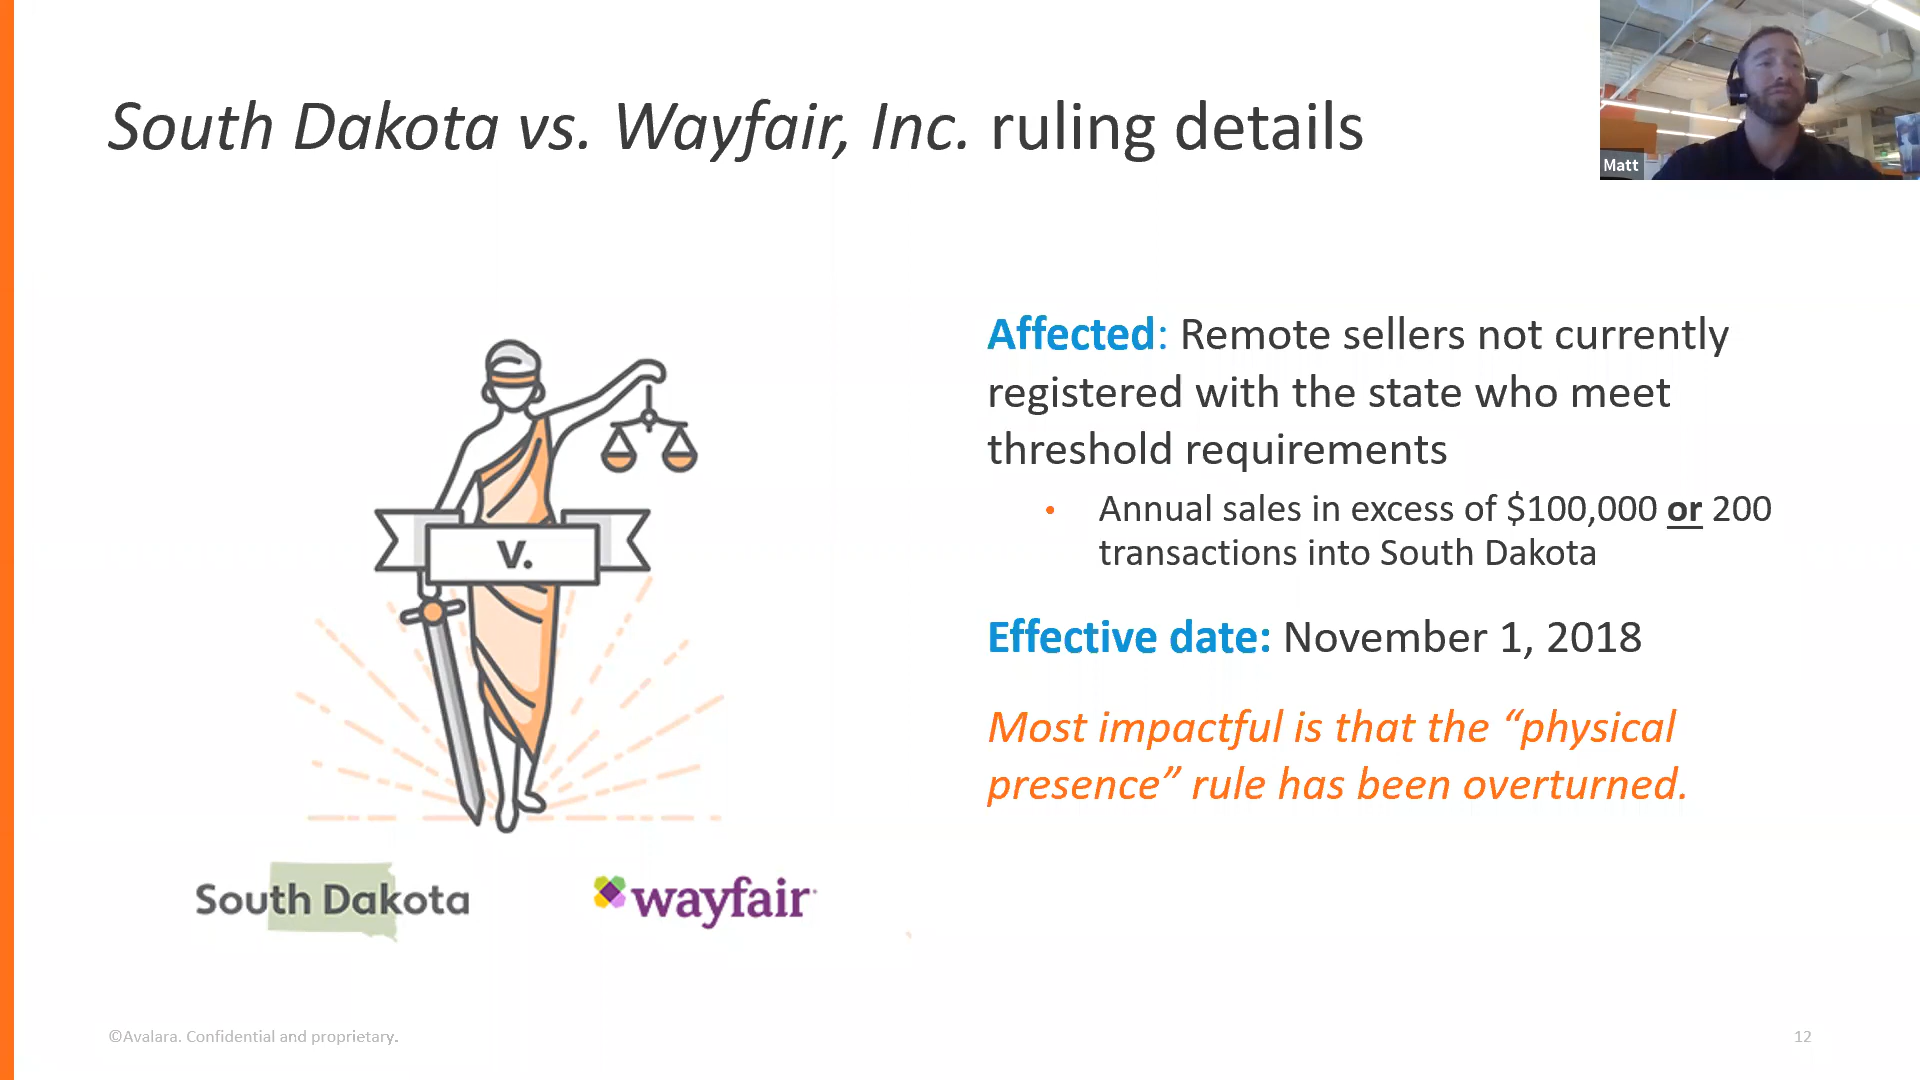 South Dakota vs. Wayfair, Inc. ruling details
Matt
Affected: Remote sellers not currently
registered with the state who meet
threshold requirements
• Annual sales in excess of $100,000 or 200
transactions into South Dakota
Effective date: November 1, 2018
Most impactful is that the “physical
presence” rule has been overturned.
v.
South Dakota
wayfair
©Avalara. Confidential and proprietary.
12